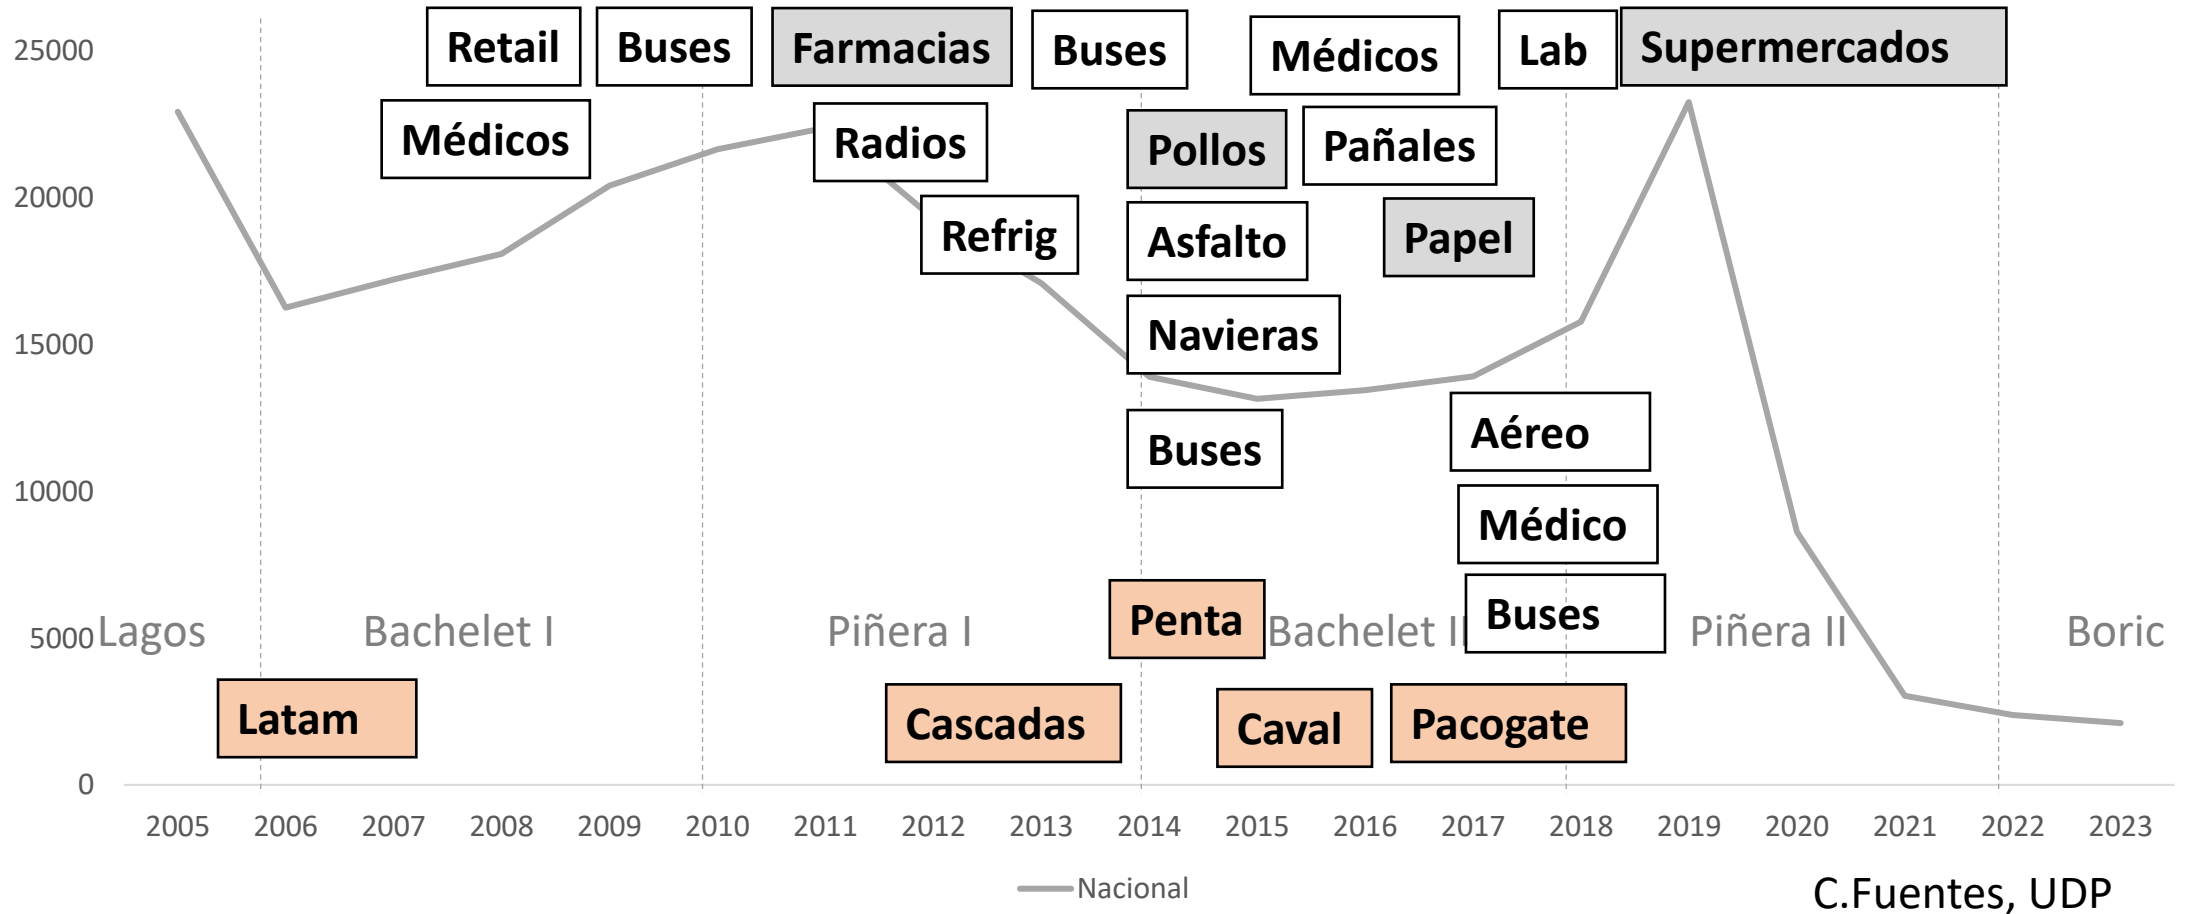 25000
20000
15000
10000
5000
0
Retail
Buses
Farmacias
Buses
Médicos
Lab
Supermercados
Médicos
Radios
Pollos
Pañales
Refrig
Asfalto
Papel
Navieras
Buses
Aéreo
Médico
Buses
Penta
Lagos
Bachelet I
Piñera I
Bachelet II
Piñera II
Boric
Latam
Cascadas
Caval
Pacogate
2005 2006 2007 2008 2009 2010 2011 2012 2013 2014 2015 2016 2017 2018 2019 2020 2021 2022 2023
Nacional
C.Fuentes, UDP